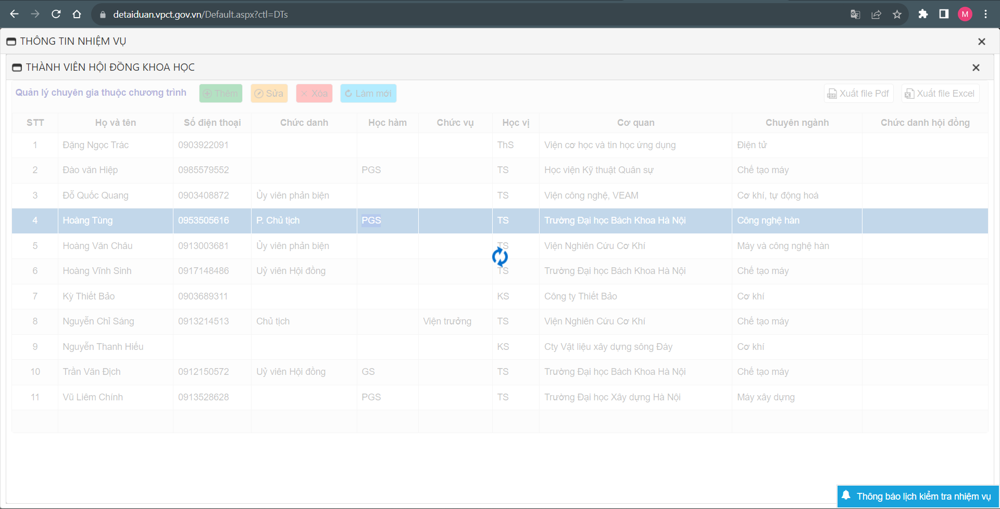 detaiduan.vpct.gov.vn/Default.aspx?ctl=DTs M
THÔNG TIN NHIỆM VỤ
THÀNH VIÊN HỘI ĐỒNG KHOA HỌC
Quản lý chuyên gia thuộc chương trình Thêm Sửa Xóa Làm mới Xuất file Pdf Xuất file Excel
STT Họ và tên Số điện thoại Chức danh Học hàm Chức vụ Học vị Cơ quan Chuyên ngành Chức danh hội đồng
1 Đặng Ngọc Trác 0903922091 ThS Viện cơ học và tin học ứng dụng Điện tử
2 Đào văn Hiệp 0985579552 PGS TS Học viện Kỹ thuật Quân sự Chế tạo máy
3 Đỗ Quốc Quang 0903408872 Ủy viên phản biện TS Viện công nghệ, VEAM Cơ khí, tự động hoá
4 Hoàng Tùng 0953505616 P. Chủ tịch PGS TS Trường Đại học Bách Khoa Hà Nội Công nghệ hàn
5 Hoàng Văn Châu 0913003681 Ủy viên phản biện TS Viện Nghiên Cứu Cơ Khí Máy và công nghệ hàn
6 Hoàng Vĩnh Sinh 0917148486 Uỷ viên Hội đồng TS Trường Đại học Bách Khoa Hà Nội Chế tạo máy
7 Kỳ Thiết Bảo 0903689311 KS Công ty Thiết Bảo Cơ khí
8 Nguyễn Chỉ Sáng 0913214513 Chủ tịch Viện trưởng TS Viện Nghiên Cứu Cơ Khí Chế tạo máy
9 Nguyễn Thanh Hiếu KS Cty Vật liệu xây dựng sông Đáy Cơ khí
10 Trần Văn Địch 0912150572 Uỷ viên Hội đồng GS TS Trường Đại học Bách Khoa Hà Nội Chế tạo máy
11 Vũ Liêm Chính 0913528628 PGS TS Trường Đại học Xây dựng Hà Nội Máy xây dựng
Thông báo lịch kiểm tra nhiệm vụ